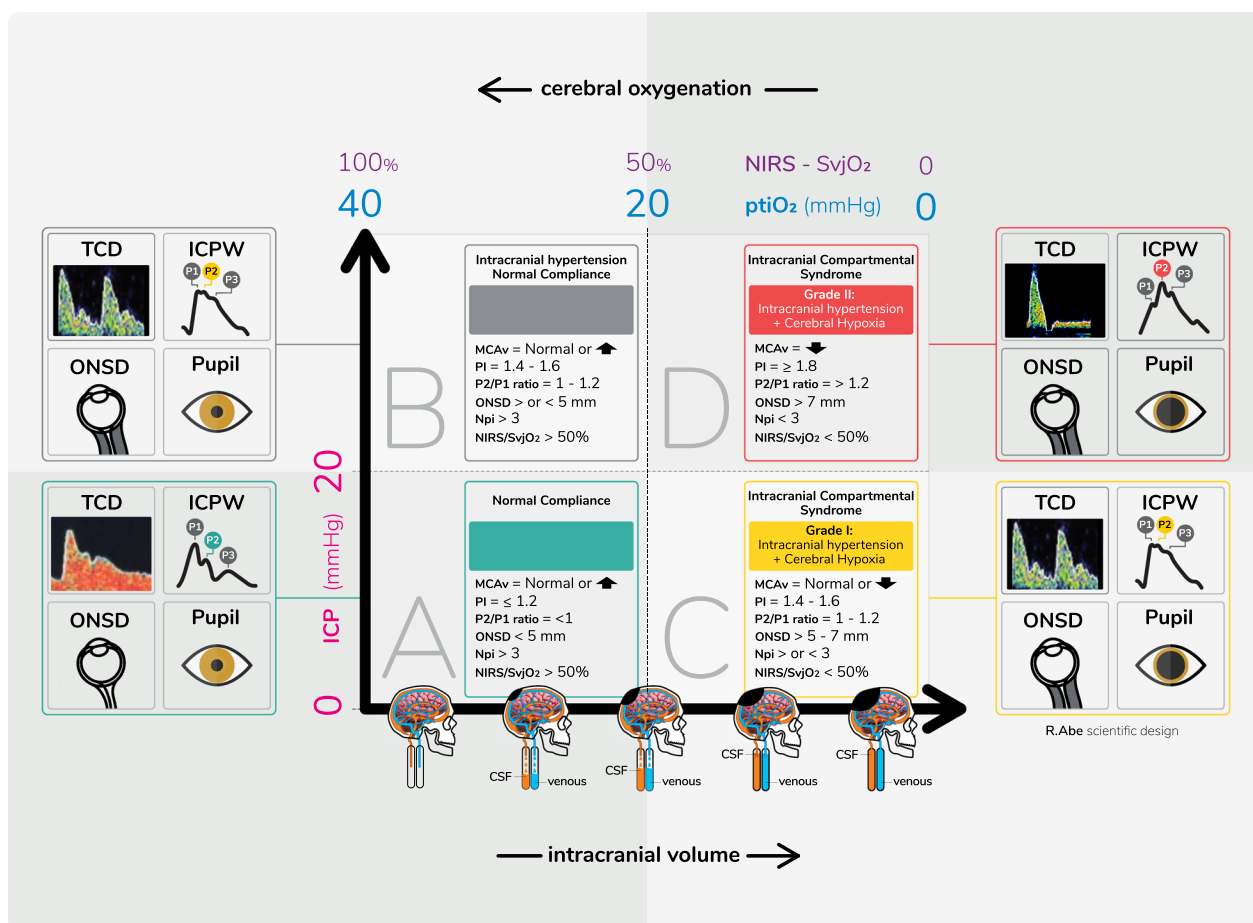 cerebral oxygenation
100%
50%
NIRS - SvjO₂
0
40
20
ptiO₂ (mmHg)
0
TCD
ICPW
P1
P2
P3
ONSD
Pupil
B
Intracranial hypertension
Normal Compliance
MCAv = Normal or
PI = 1.4 - 1.6
P2/P1 ratio = 1 - 1.2
ONSD > or < 5 mm
Npi > 3
NIRS/SvjO₂ > 50%
D
Intracranial Compartmental
Syndrome
Grade II:
Intracranial hypertension
+ Cerebral Hypoxia
MCAv =
PI = ≥ 1.8
P2/P1 ratio = > 1.2
ONSD > 7 mm
Npi < 3
NIRS/SvjO₂ < 50%
TCD
ICPW
P1
P2
P3
ONSD
Pupil
TCD
ICPW
P1
P2
P3
ONSD
Pupil
20
ICP (mmHg)
0
A
Normal Compliance
MCAv = Normal or
PI = ≤ 1.2
P2/P1 ratio = <1
ONSD < 5 mm
Npi > 3
NIRS/SvjO₂ > 50%
C
Intracranial Compartmental
Syndrome
Grade I:
Intracranial hypertension
+ Cerebral Hypoxia
MCAv = Normal or
PI = 1.4 - 1.6
P2/P1 ratio = 1 - 1.2
ONSD > 5 - 7 mm
Npi > or < 3
NIRS/SvjO₂ < 50%
TCD
ICPW
P1
P2
P3
ONSD
Pupil
R.Abe scientific design
CSF
venous
CSF
venous
CSF
venous
CSF
venous
intracranial volume